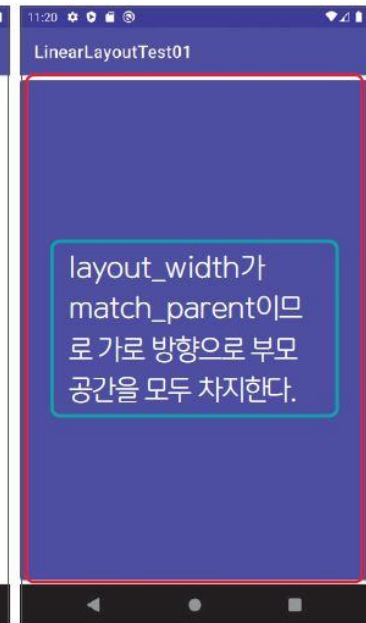 11:20
LinearLayoutTest01
layout_width가
match_parent이므
로 가로 방향으로 부모
공간을 모두 차지한다.